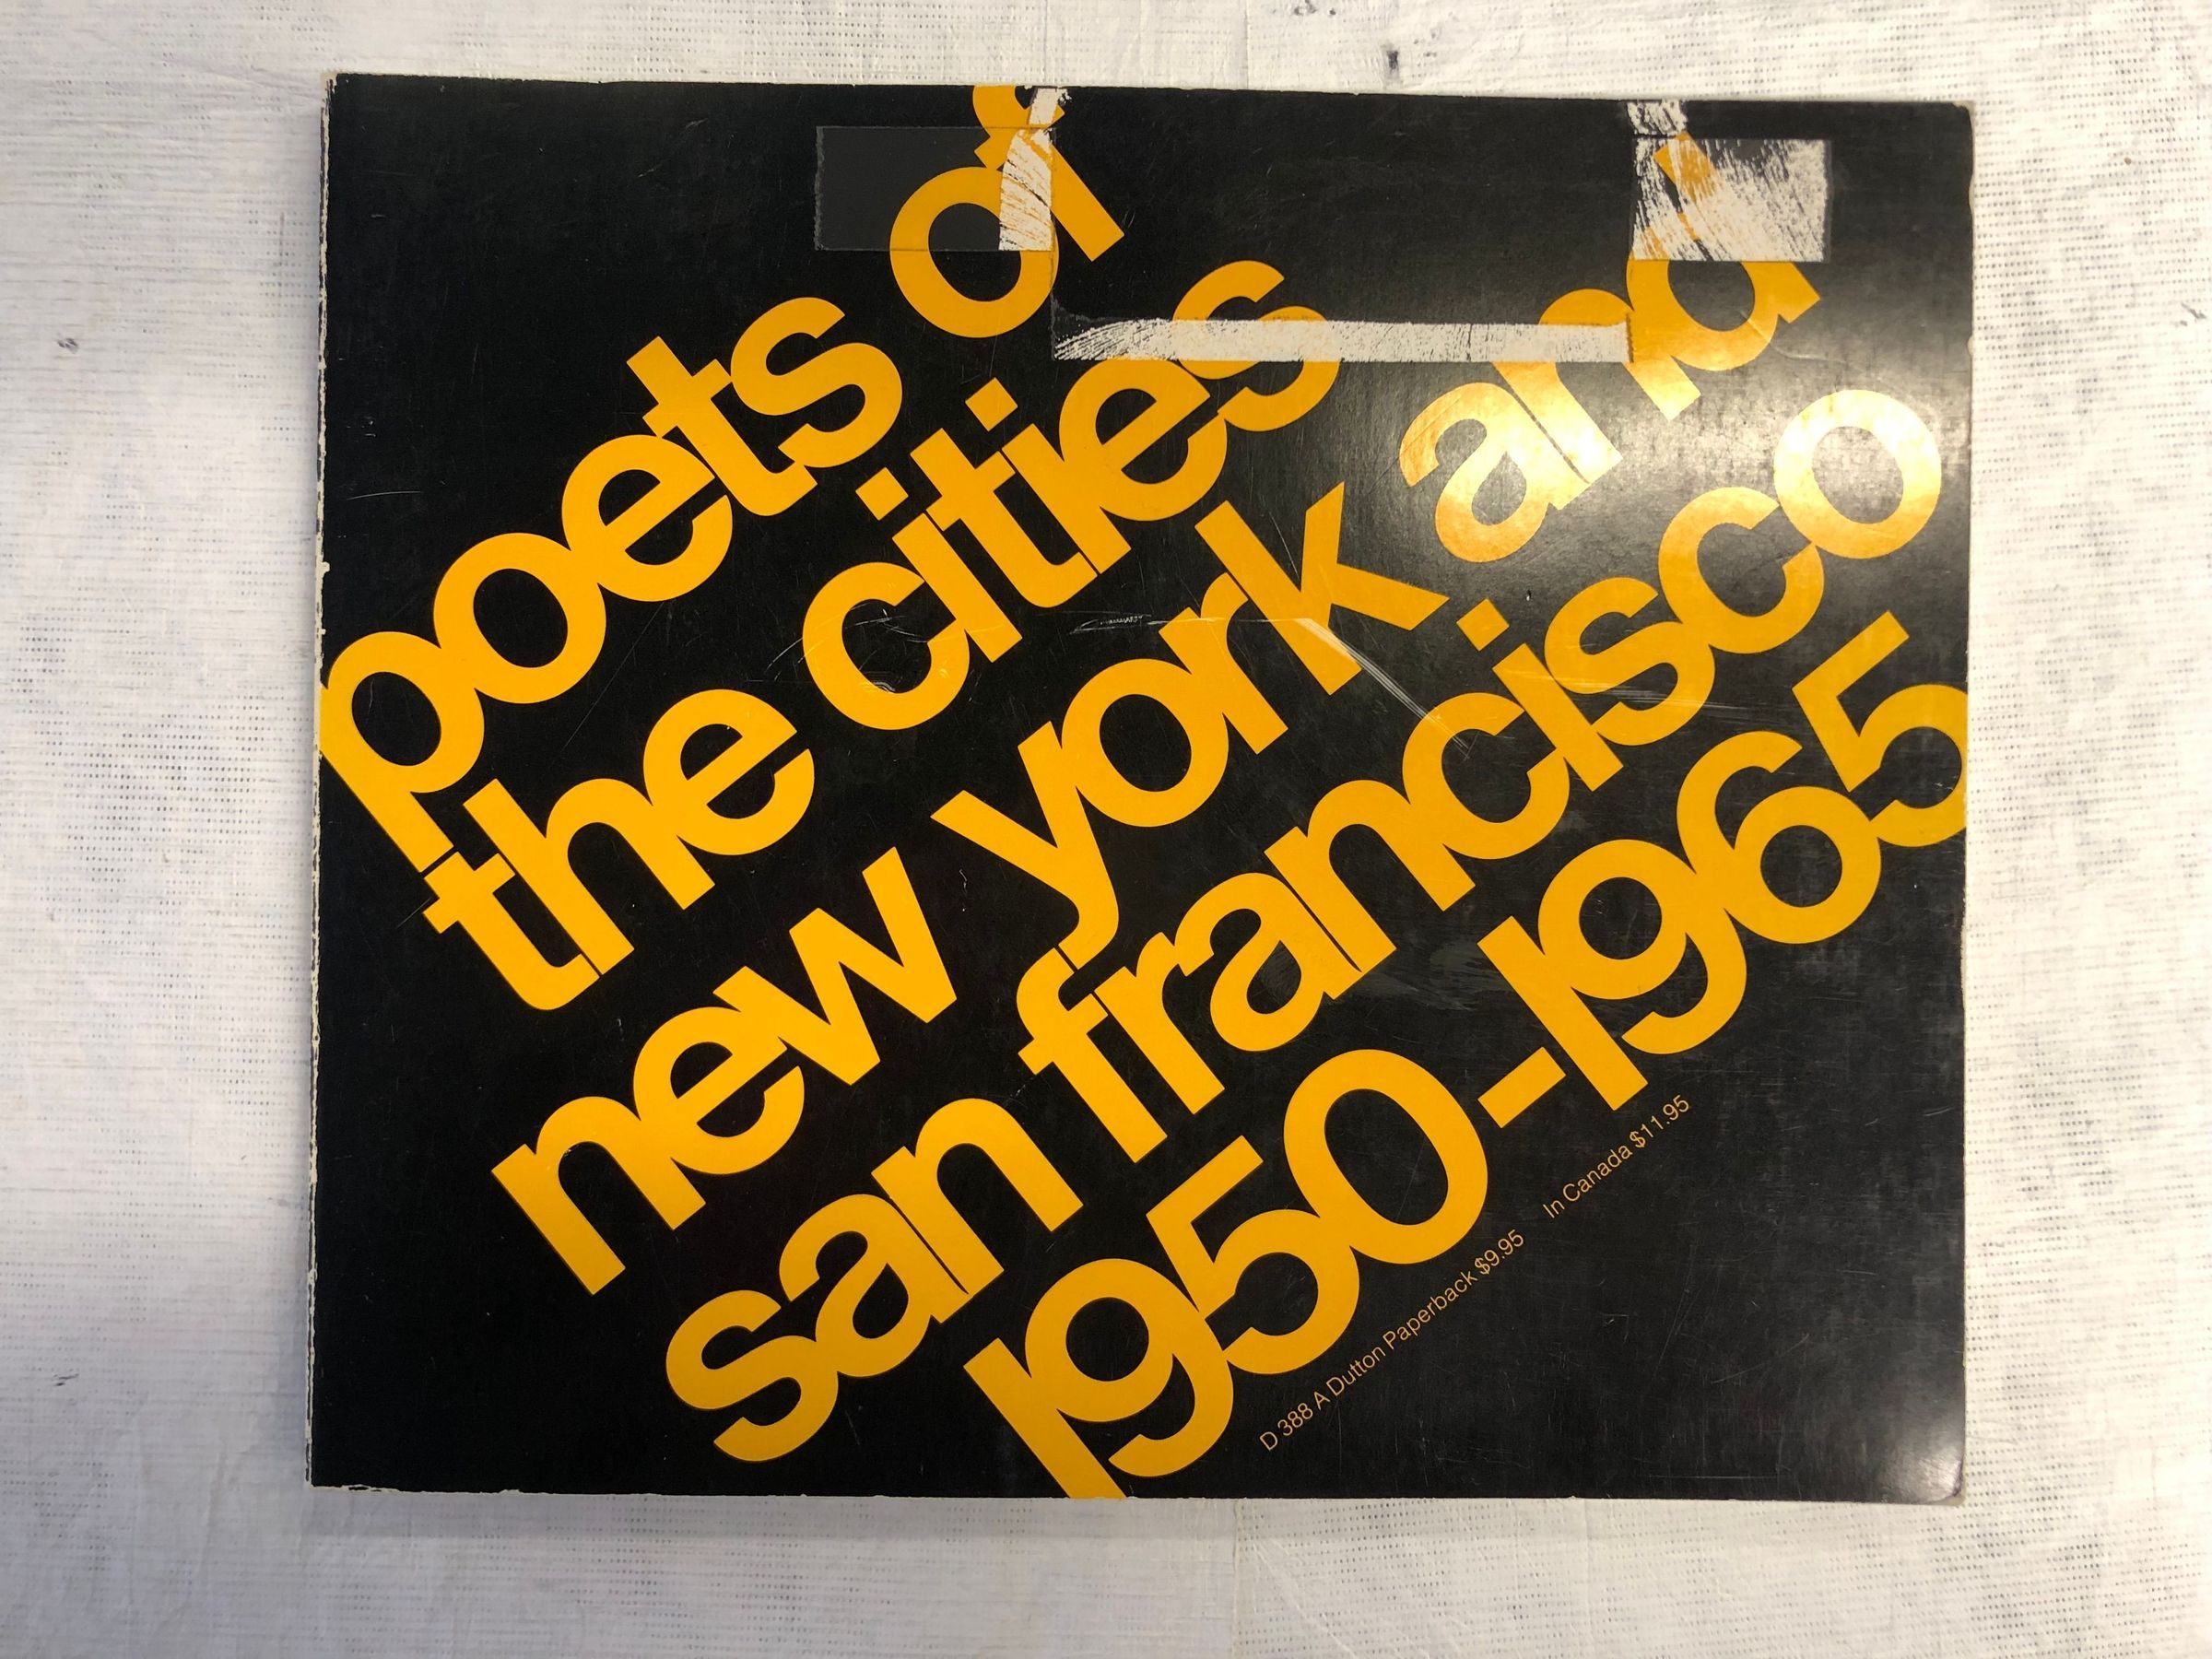 poets of
the cities
new york and
san francisco
1950-1965
D 388 A Dutton Paperback $9.95 In Canada $11.95